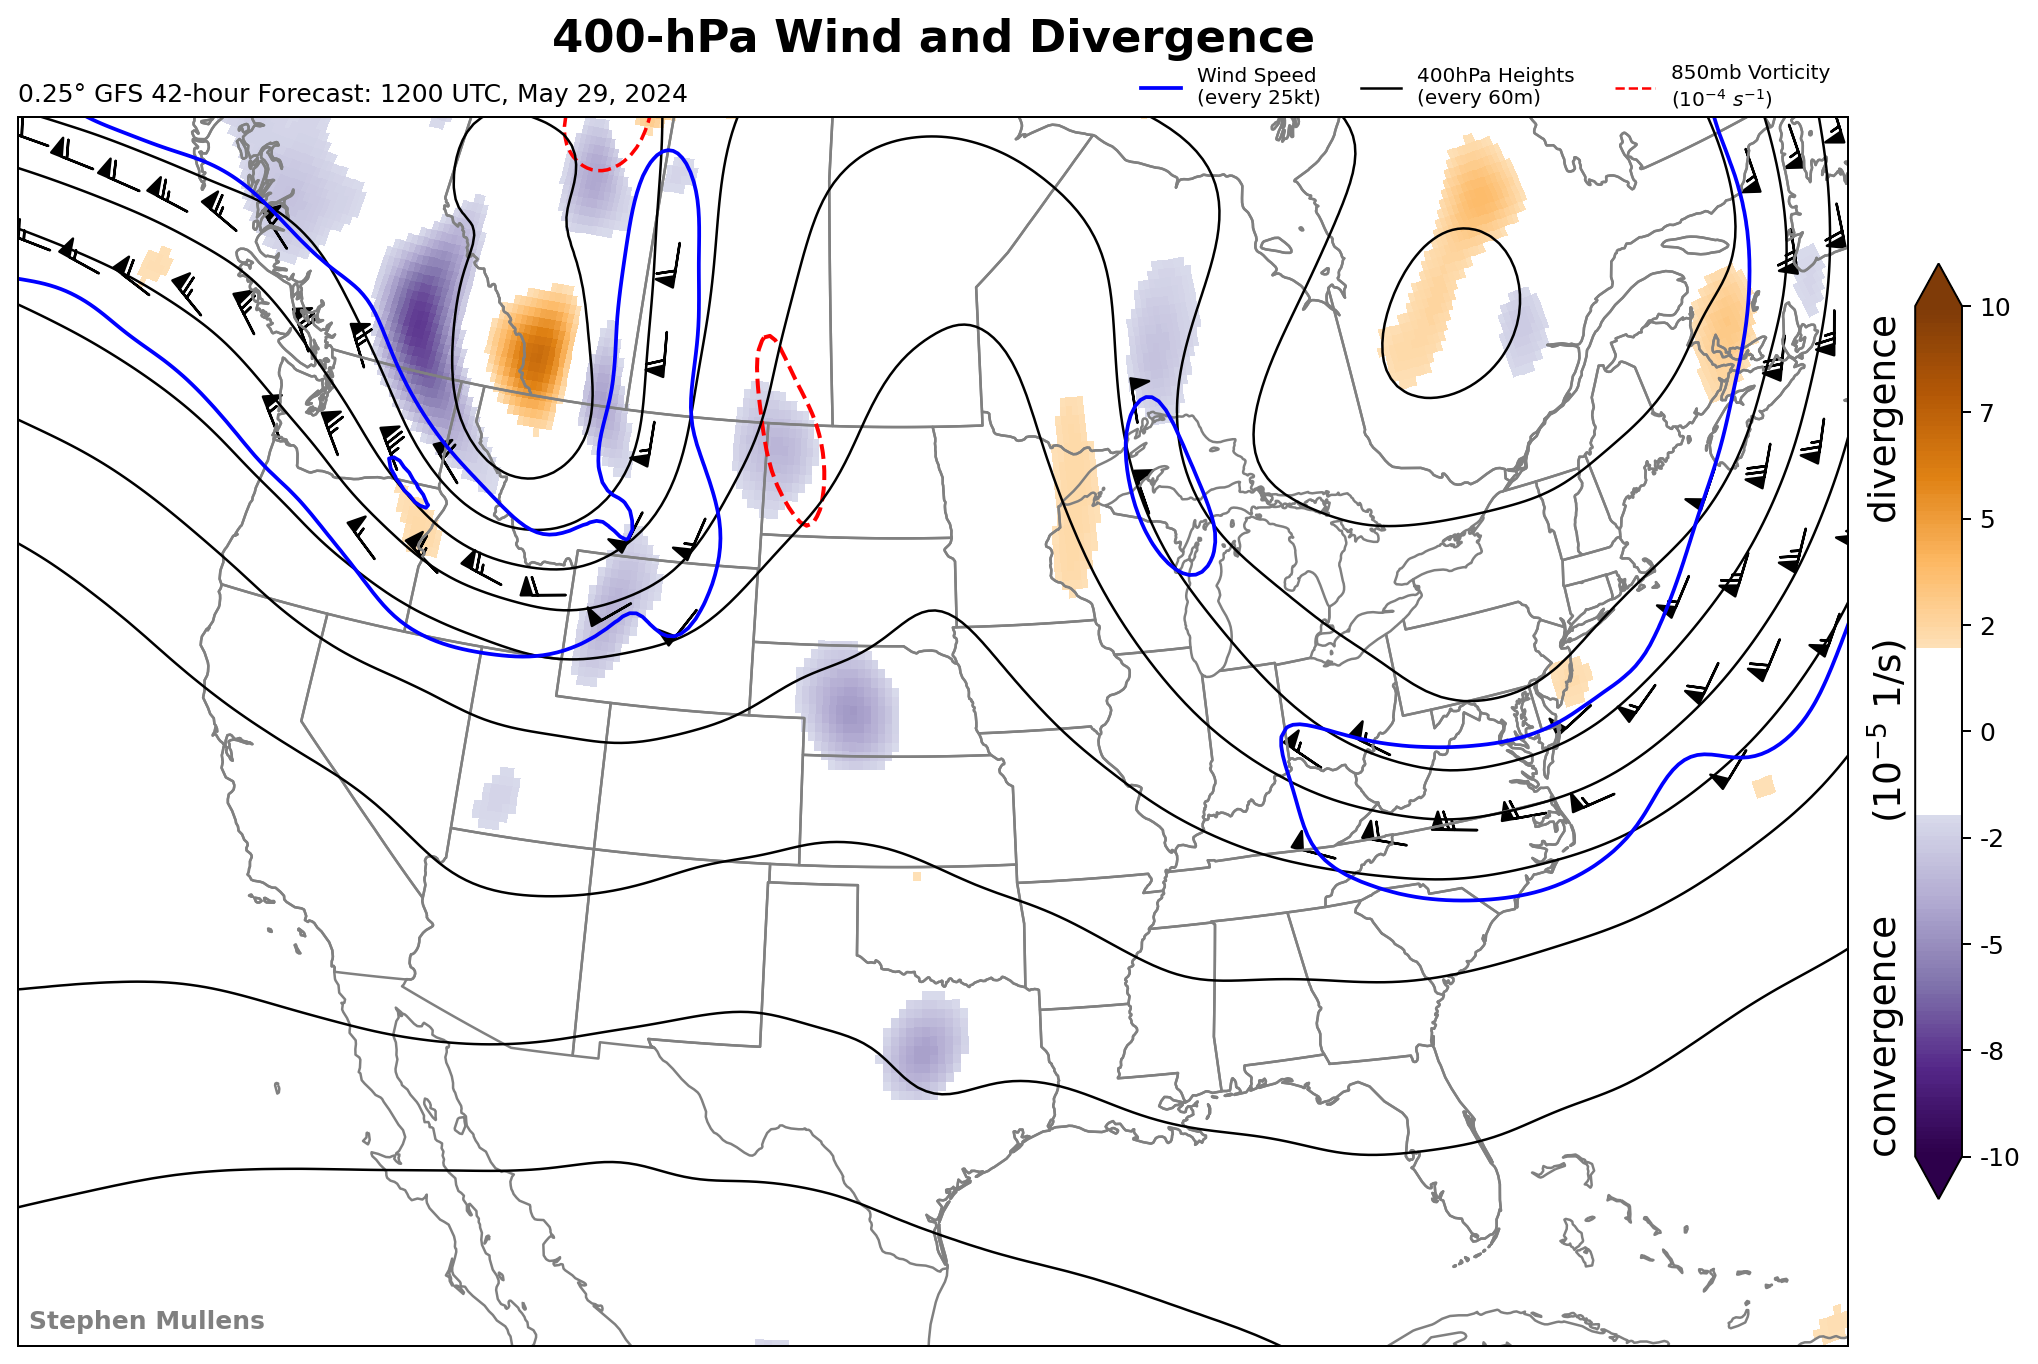 400-hPa Wind and Divergence
0.25° GFS 42-hour Forecast: 1200 UTC, May 29, 2024
Wind Speed
(every 25kt)
400hPa Heights
(every 60m)
850mb Vorticity
(10⁻⁴ s⁻¹)
10
7
5
2
0
-2
-5
-8
-10
convergence (10⁻⁵ 1/s) divergence
Stephen Mullens